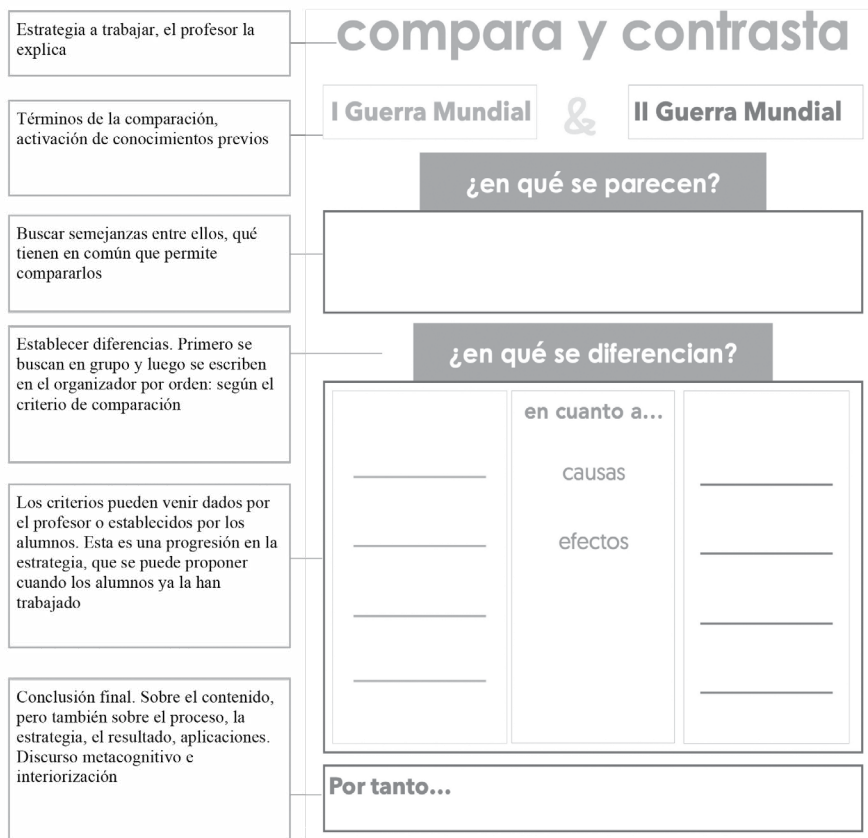 Estrategia a trabajar, el profesor la
explica
compara y contrasta
Términos de la comparación,
activación de conocimientos previos
I Guerra Mundial & II Guerra Mundial
¿en qué se parecen?
Buscar semejanzas entre ellos, qué
tienen en común que permite
compararlos
Establecer diferencias. Primero se
buscan en grupo y luego se escriben
en el organizador por orden: según el
criterio de comparación
¿en qué se diferencian?
en cuanto a...
causas
efectos
Los criterios pueden venir dados por
el profesor o establecidos por los
alumnos. Esta es una progresión en la
estrategia, que se puede proponer
cuando los alumnos ya la han
trabajado
Conclusión final. Sobre el contenido,
pero también sobre el proceso, la
estrategia, el resultado, aplicaciones.
Discurso metacognitivo e
interiorización
Por tanto...